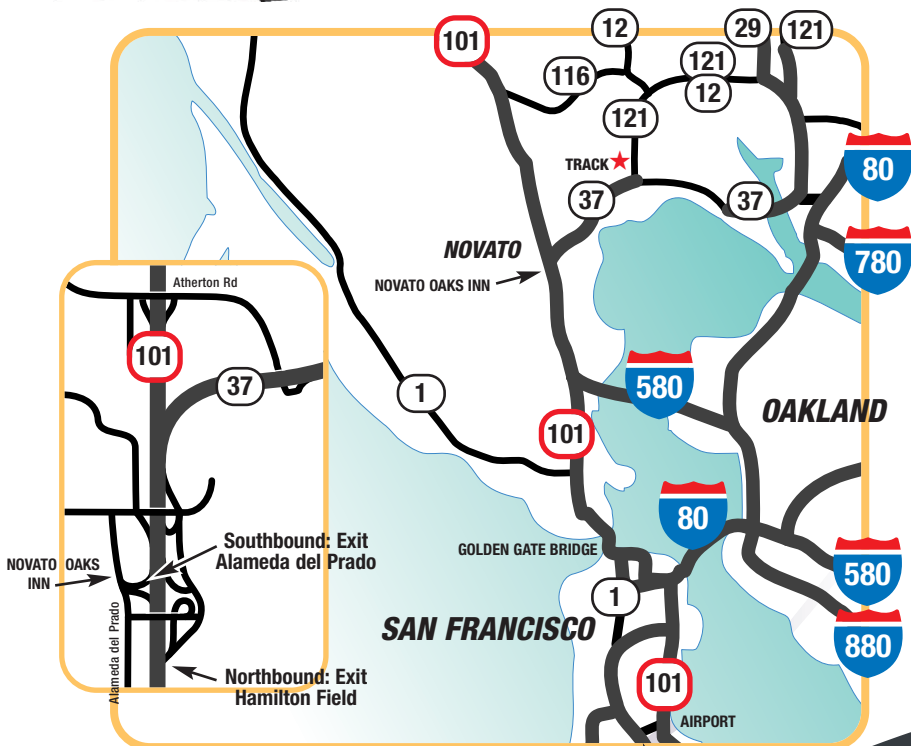 101
12
29
121
116
121
12
121
TRACK
80
37
37
NOVATO
780
NOVATO OAKS INN
Atherton Rd
101
37
1
580
OAKLAND
101
80
Southbound: Exit
Alameda del Prado
GOLDEN GATE BRIDGE
NOVATO OAKS
INN
580
1
SAN FRANCISCO
880
Alameda del Prado
Northbound: Exit
Hamilton Field
101
AIRPORT